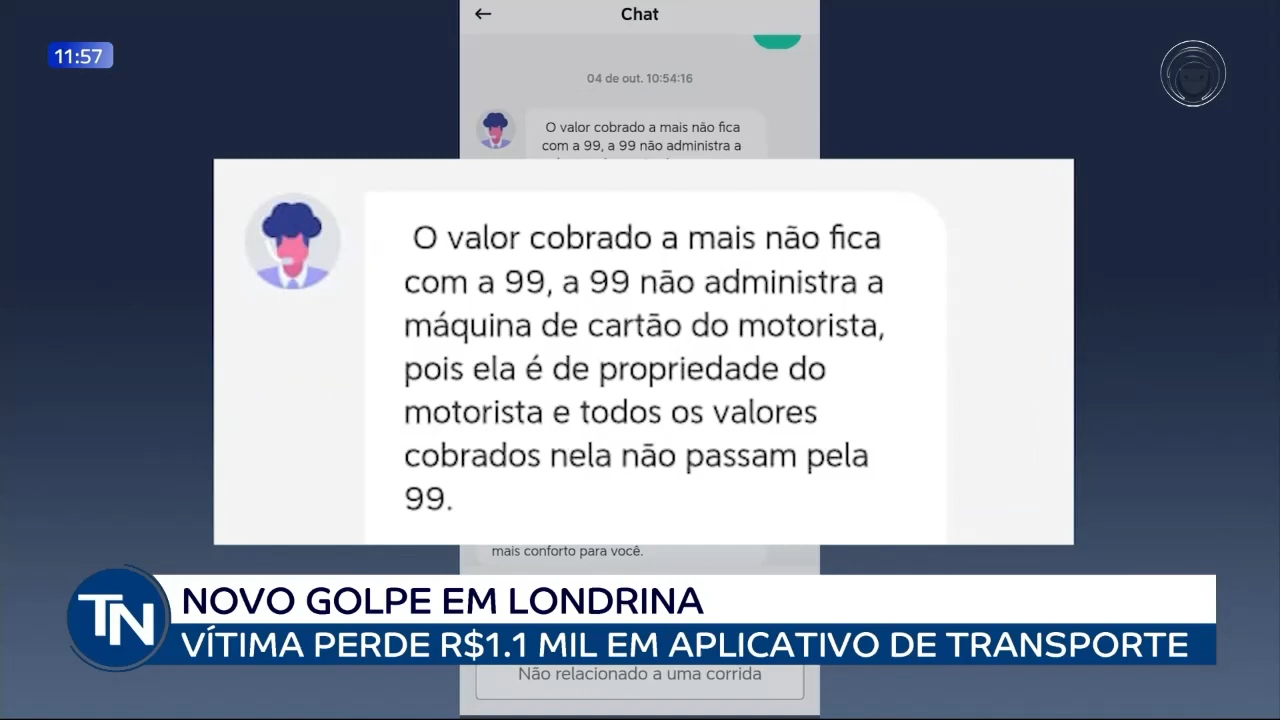 11:57
Chat
04 de out. 10:54:16
O valor cobrado a mais não fica
com a 99, a 99 não administra a
O valor cobrado a mais não fica
com a 99, a 99 não administra a
máquina de cartão do motorista,
pois ela é de propriedade do
motorista e todos os valores
cobrados nela não passam pela
99.
mais conforto para você.
TN
NOVO GOLPE EM LONDRINA
VÍTIMA PERDE R$1.1 MIL EM APLICATIVO DE TRANSPORTE
Não relacionado a uma corrida